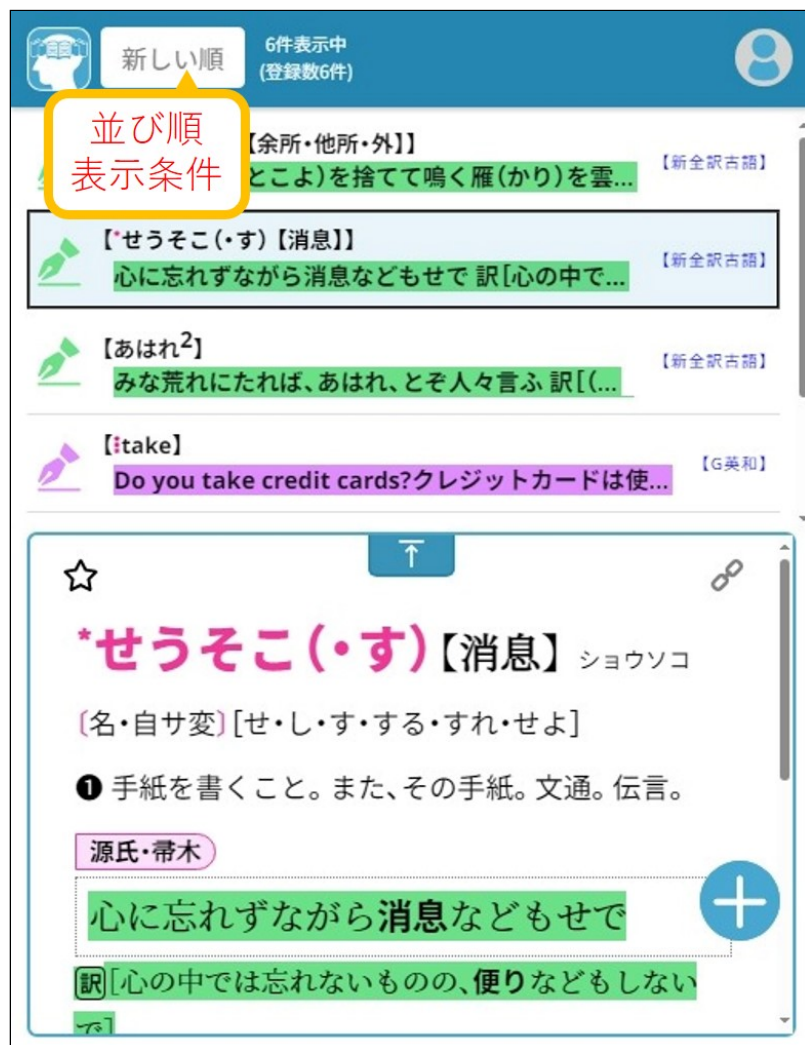 新しい順
6件表示中
(登録数6件)
並び順
表示条件
【余所・他所・外】】
とこよ)を捨てて鳴く雁(かり)を雲...
【新全訳古語】
【*せうそこ(・す)【消息】】
心に忘れずながら消息などもせで 訳[心の中で...
【新全訳古語】
【あはれ2】
みな荒れにたれば、あはれ、とぞ人々言ふ 訳[(...
【新全訳古語】
【take】
Do you take credit cards?クレジットカードは使...
【G英和】
*せうそこ(・す)【消息】 ショウソコ
〔名・自サ変〕[せ・し・す・する・すれ・せよ]
❶ 手紙を書くこと。また、その手紙。文通。伝言。
源氏・帚木
心に忘れずながら消息などもせで
訳[心の中では忘れないものの、便りなどもしない
で]